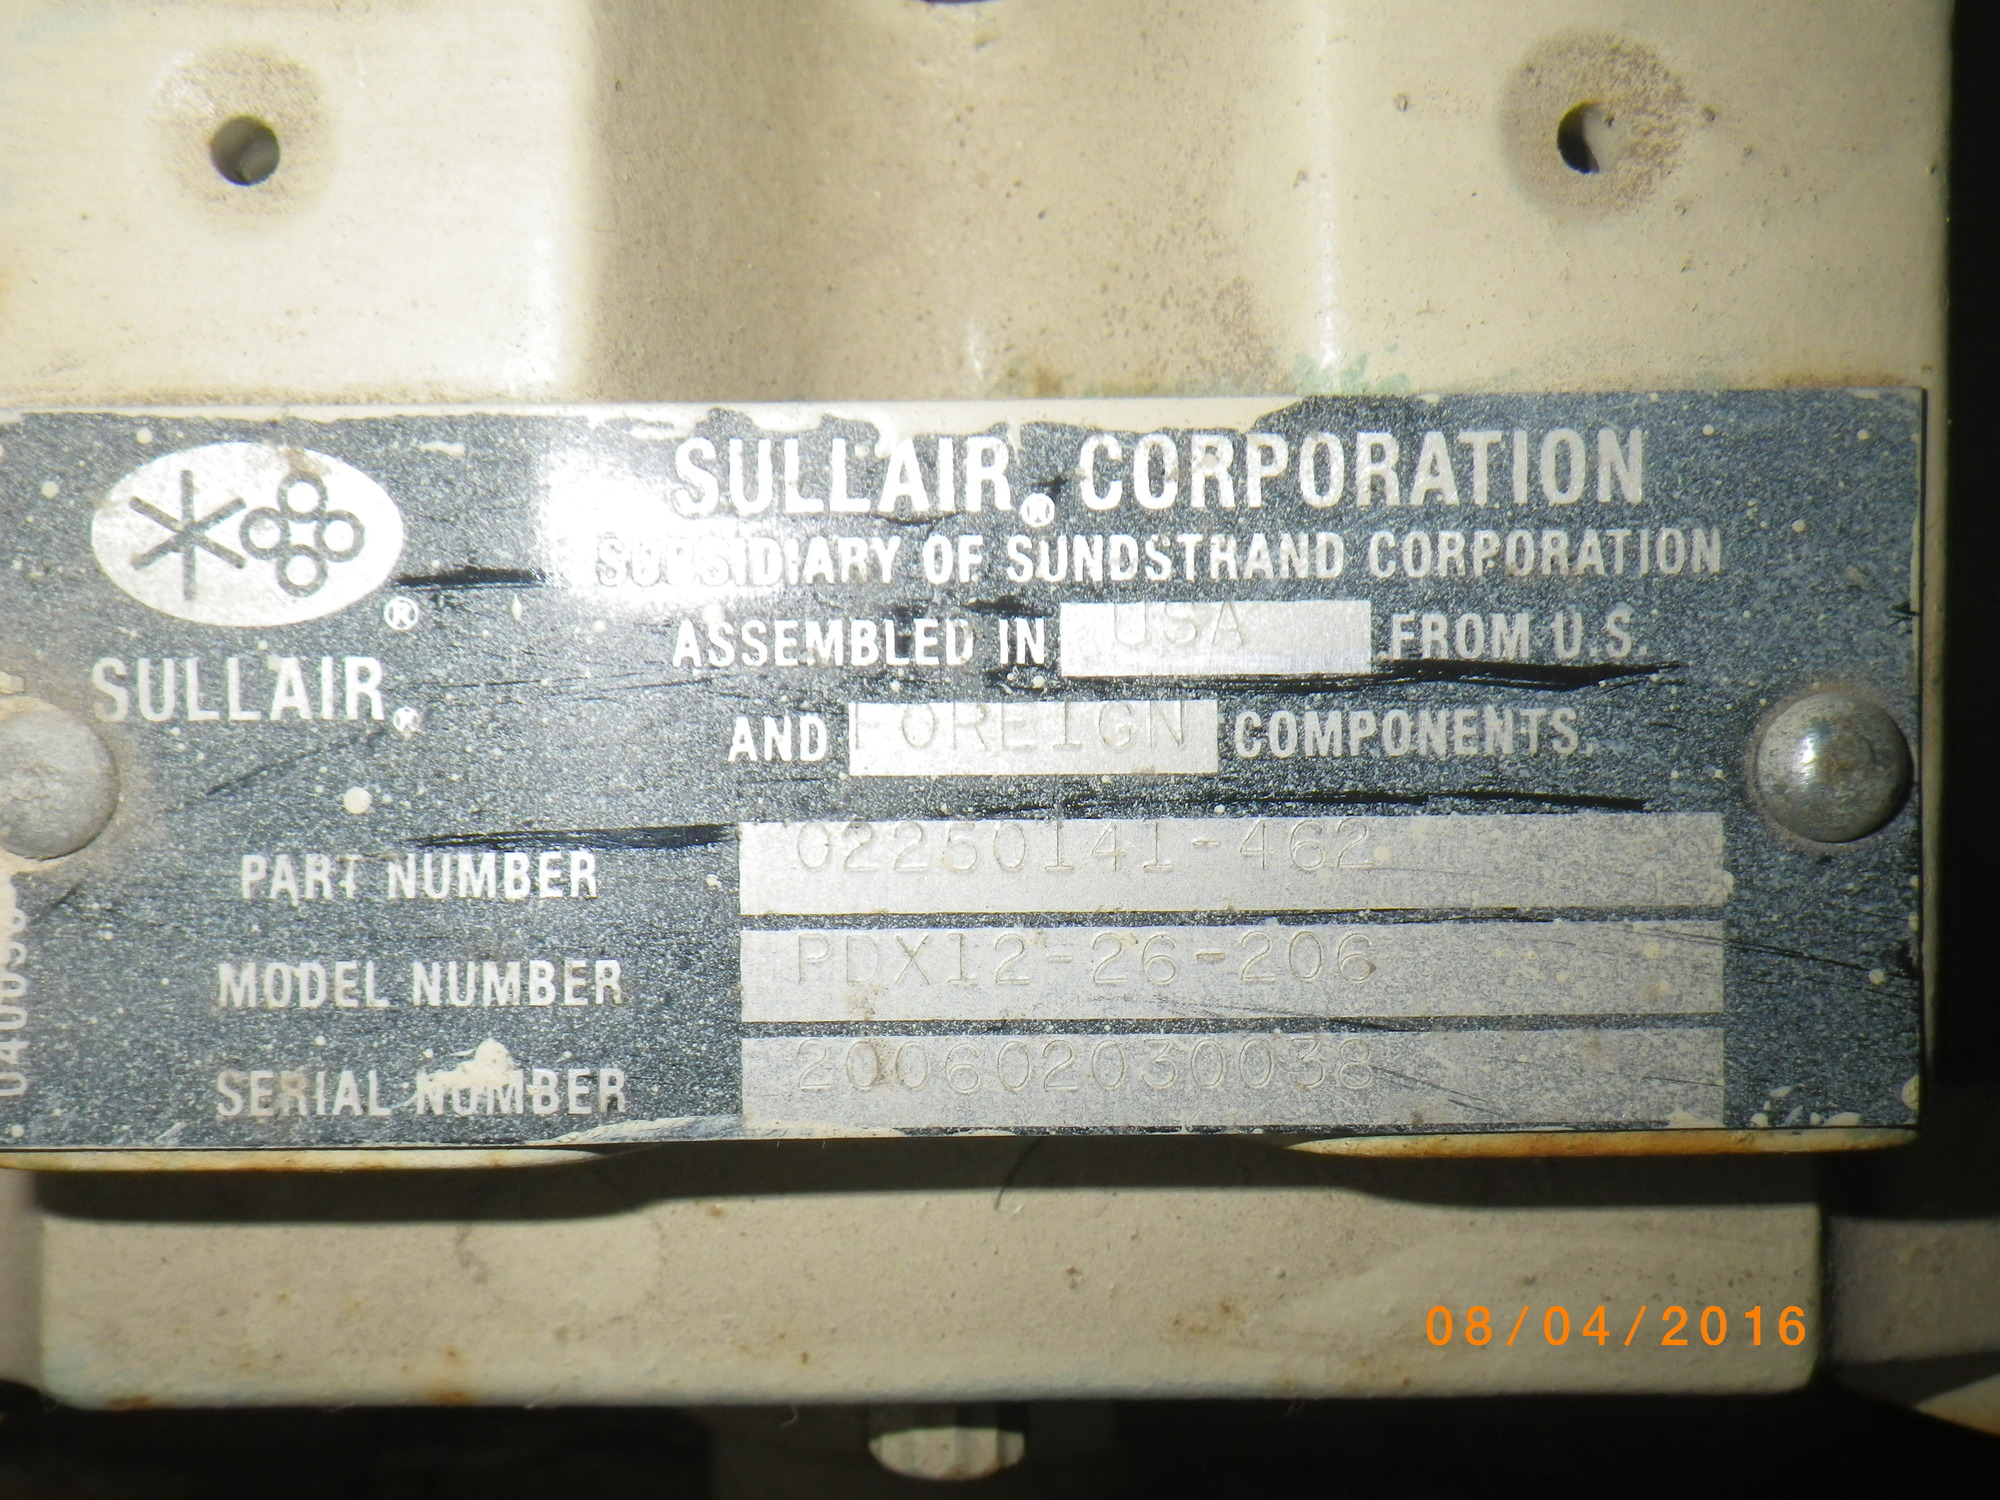 SULLAIR® CORPORATION
SUBSIDIARY OF SUNDSTRAND CORPORATION
ASSEMBLED IN USA FROM U.S.
AND FOREIGN COMPONENTS.
®
SULLAIR®
PART NUMBER 02250141-462
MODEL NUMBER PDX12-26-206
SERIAL NUMBER 200602030038
08/04/2016